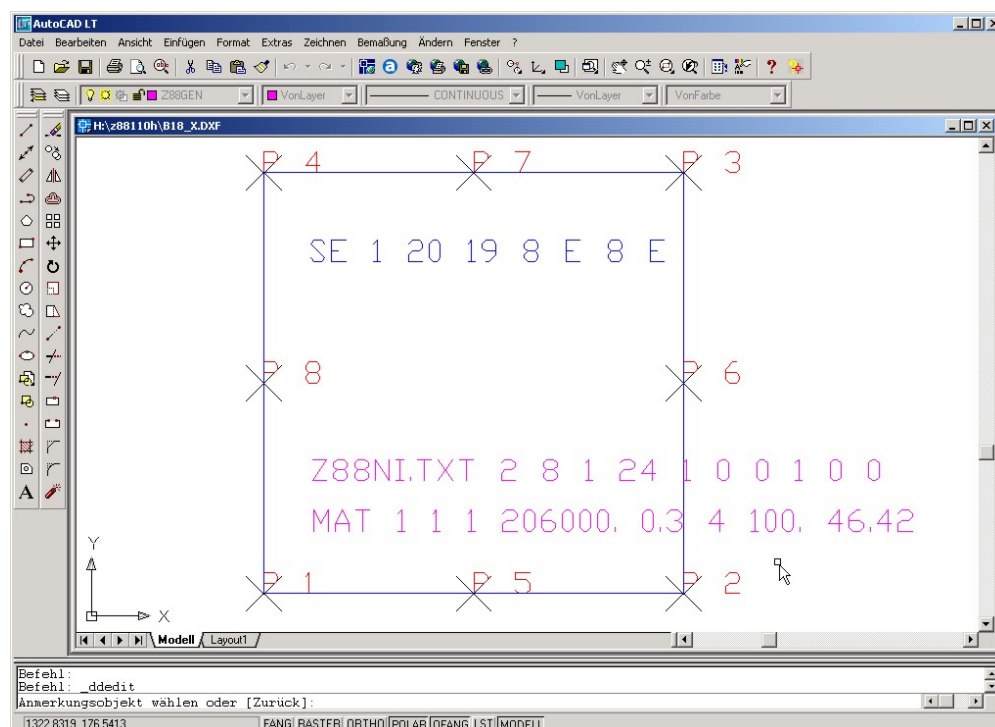 AutoCAD LT
Datei Bearbeiten Ansicht Einfügen Format Extras Zeichnen Bemaßung Ändern Fenster ?
Z88GEN VonLayer CONTINUOUS VonLayer VonFarbe
H:\z88110h\B18_X.DXF
P 4 P 7 P 3
SE 1 20 19 8 E 8 E
P 8 P 6
Z88NI.TXT 2 8 1 24 1 0 0 1 0 0
MAT 1 1 1 206000. 0.3 4 100. 46.42
Y
P 1 P 5 P 2
X
Modell Layout1
Befehl:
Befehl: _ddedit
Anmerkungsobjekt wählen oder [Zurück]:
1322.8319, 176.5413 FANG RASTER ORTHO POLAR OFANG LST MODELL